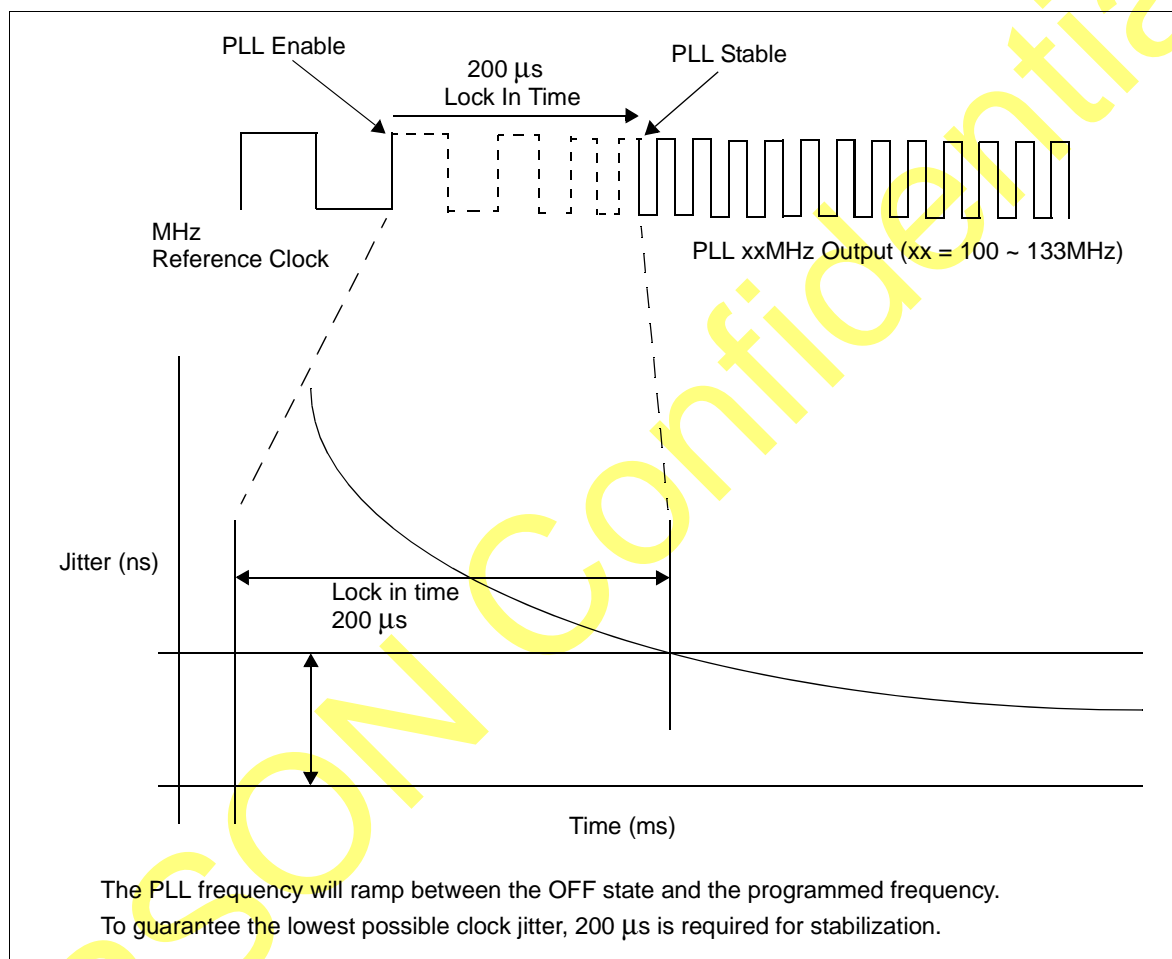 PLL Enable
200 μs
Lock In Time
PLL Stable
MHz
Reference Clock
PLL xxMHz Output (xx = 100 ~ 133MHz)
Jitter (ns)
Lock in time
200 μs
Time (ms)
The PLL frequency will ramp between the OFF state and the programmed frequency.
To guarantee the lowest possible clock jitter, 200 μs is required for stabilization.
PSON Confidentia